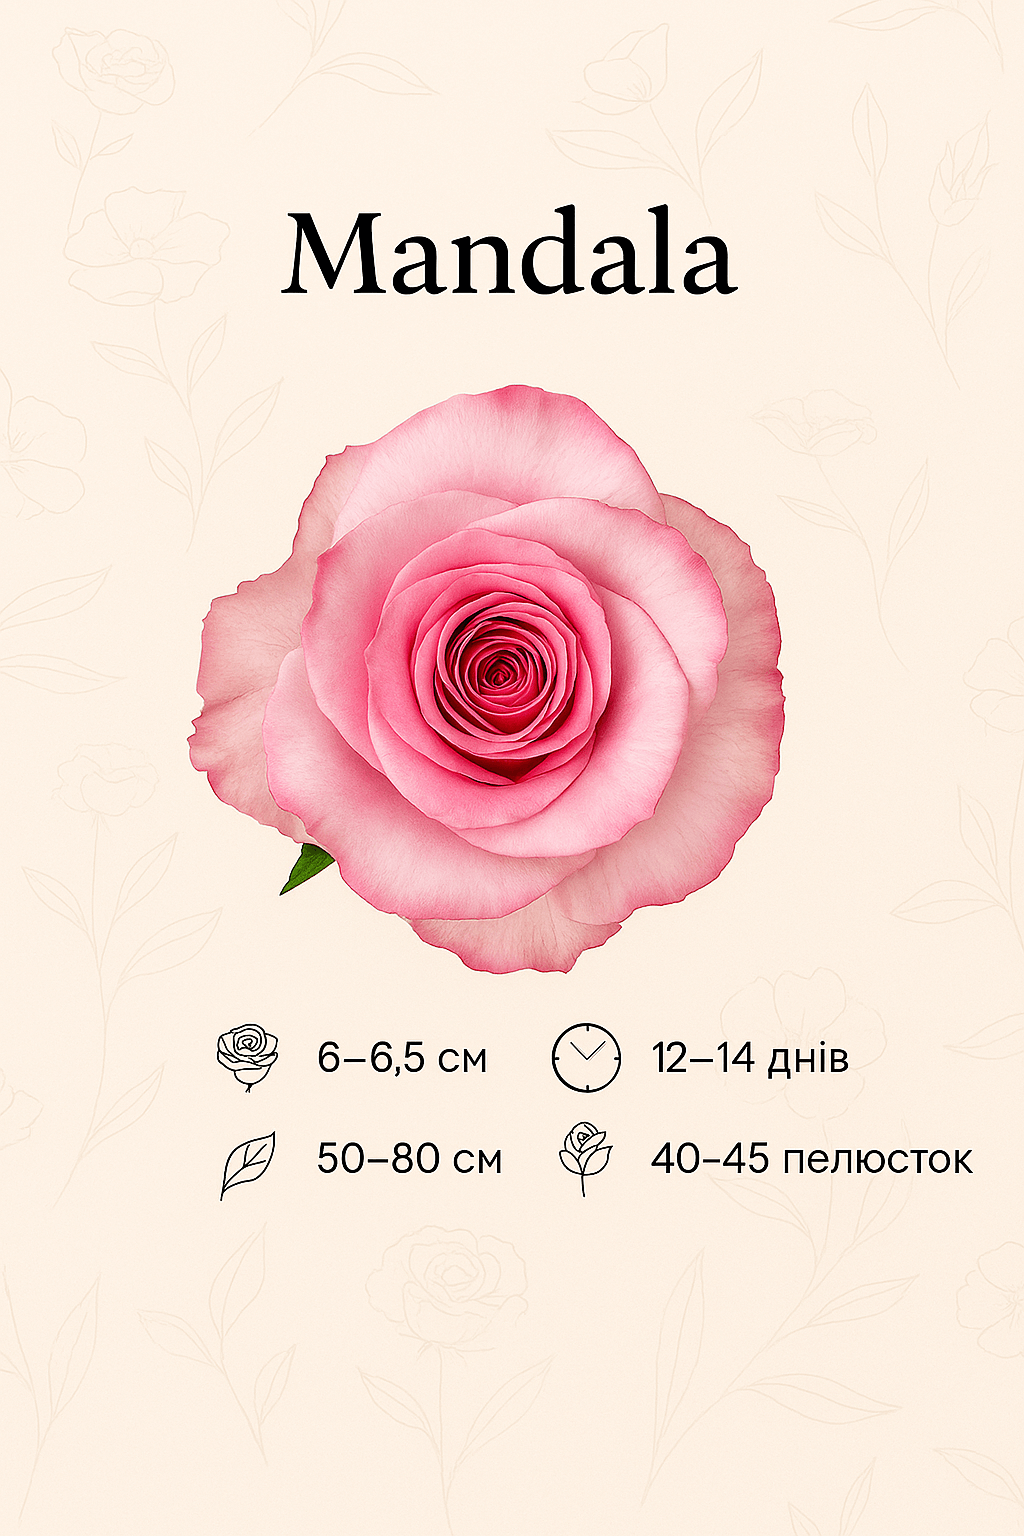 Mandala
6–6,5 см
12–14 днів
50–80 см
40–45 пелюсток